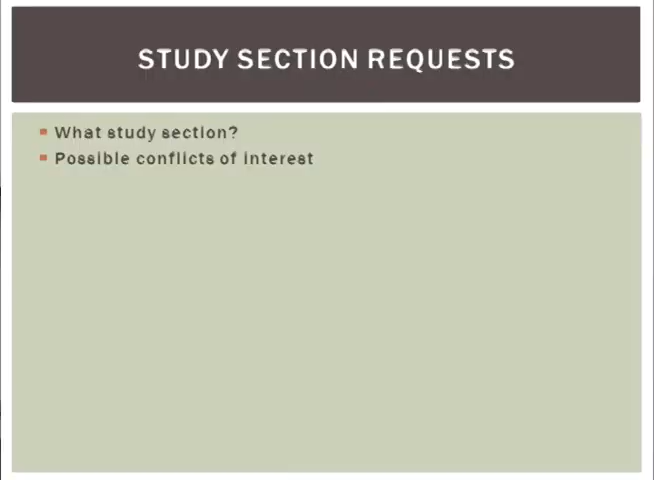 STUDY SECTION REQUESTS
What study section?
Possible conflicts of interest